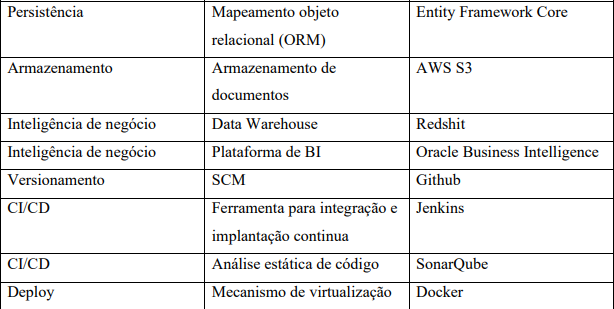 Persistência Mapeamento objeto Entity Framework Core
relacional (ORM)
Armazenamento Armazenamento de AWS S3
documentos
Inteligência de negócio Data Warehouse Redshit
Inteligência de negócio Plataforma de BI Oracle Business Intelligence
Versionamento SCM Github
CI/CD Ferramenta para integração e Jenkins
implantação continua
CI/CD Análise estática de código SonarQube
Deploy Mecanismo de virtualização Docker